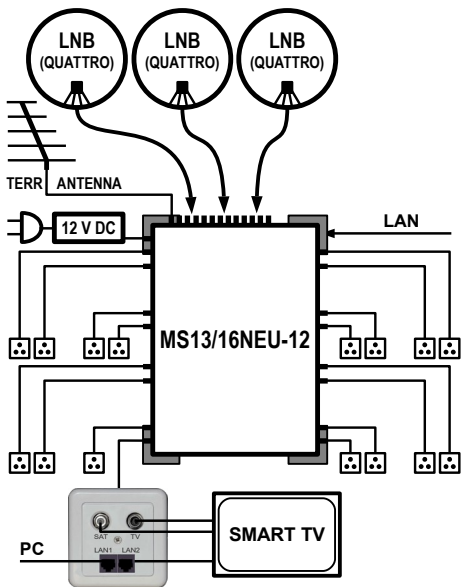 LNB
(QUATTRO)
LNB
(QUATTRO)
LNB
(QUATTRO)
TERR ANTENNA
12 V DC
LAN
MS13/16NEU-12
SAT TV
LAN1 LAN2
PC
SMART TV